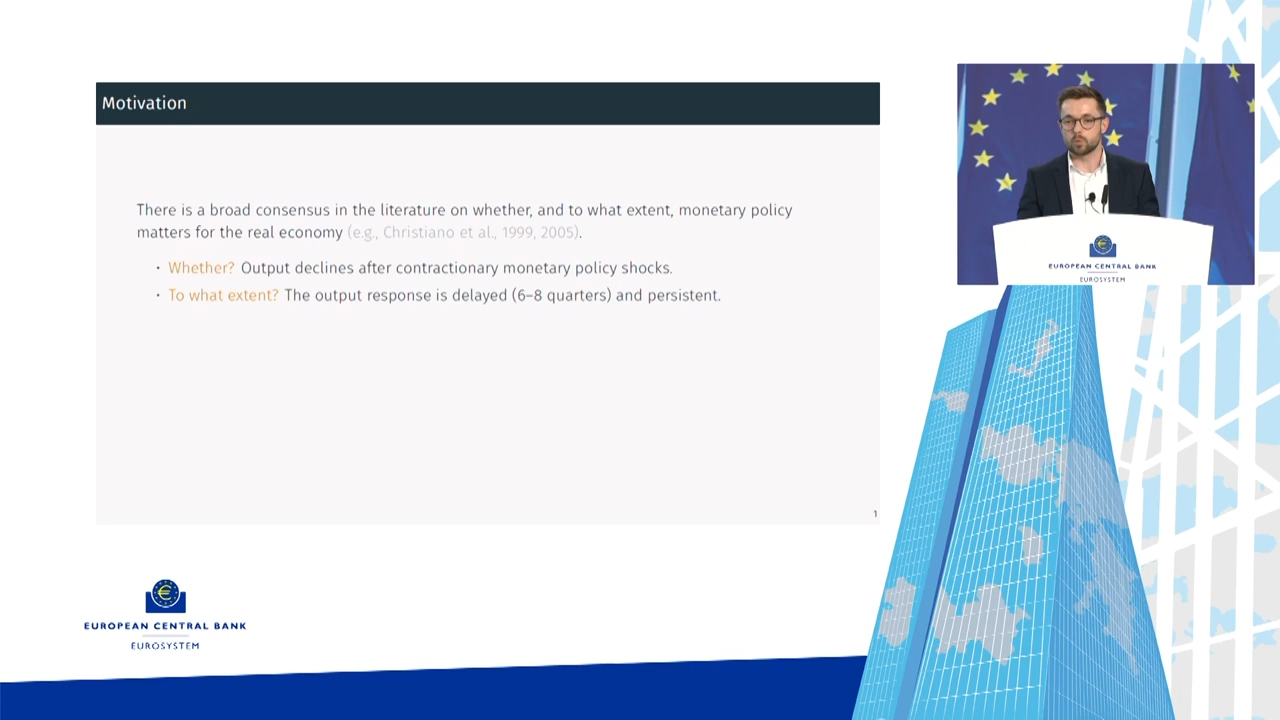 Motivation
There is a broad consensus in the literature on whether, and to what extent, monetary policy
matters for the real economy (e.g., Christiano et al., 1999, 2005).
· Whether? Output declines after contractionary monetary policy shocks.
· To what extent? The output response is delayed (6–8 quarters) and persistent.
1
EUROPEAN CENTRAL BANK
EUROSYSTEM
EUROPEAN CENTRAL BANK
EUROSYSTEM